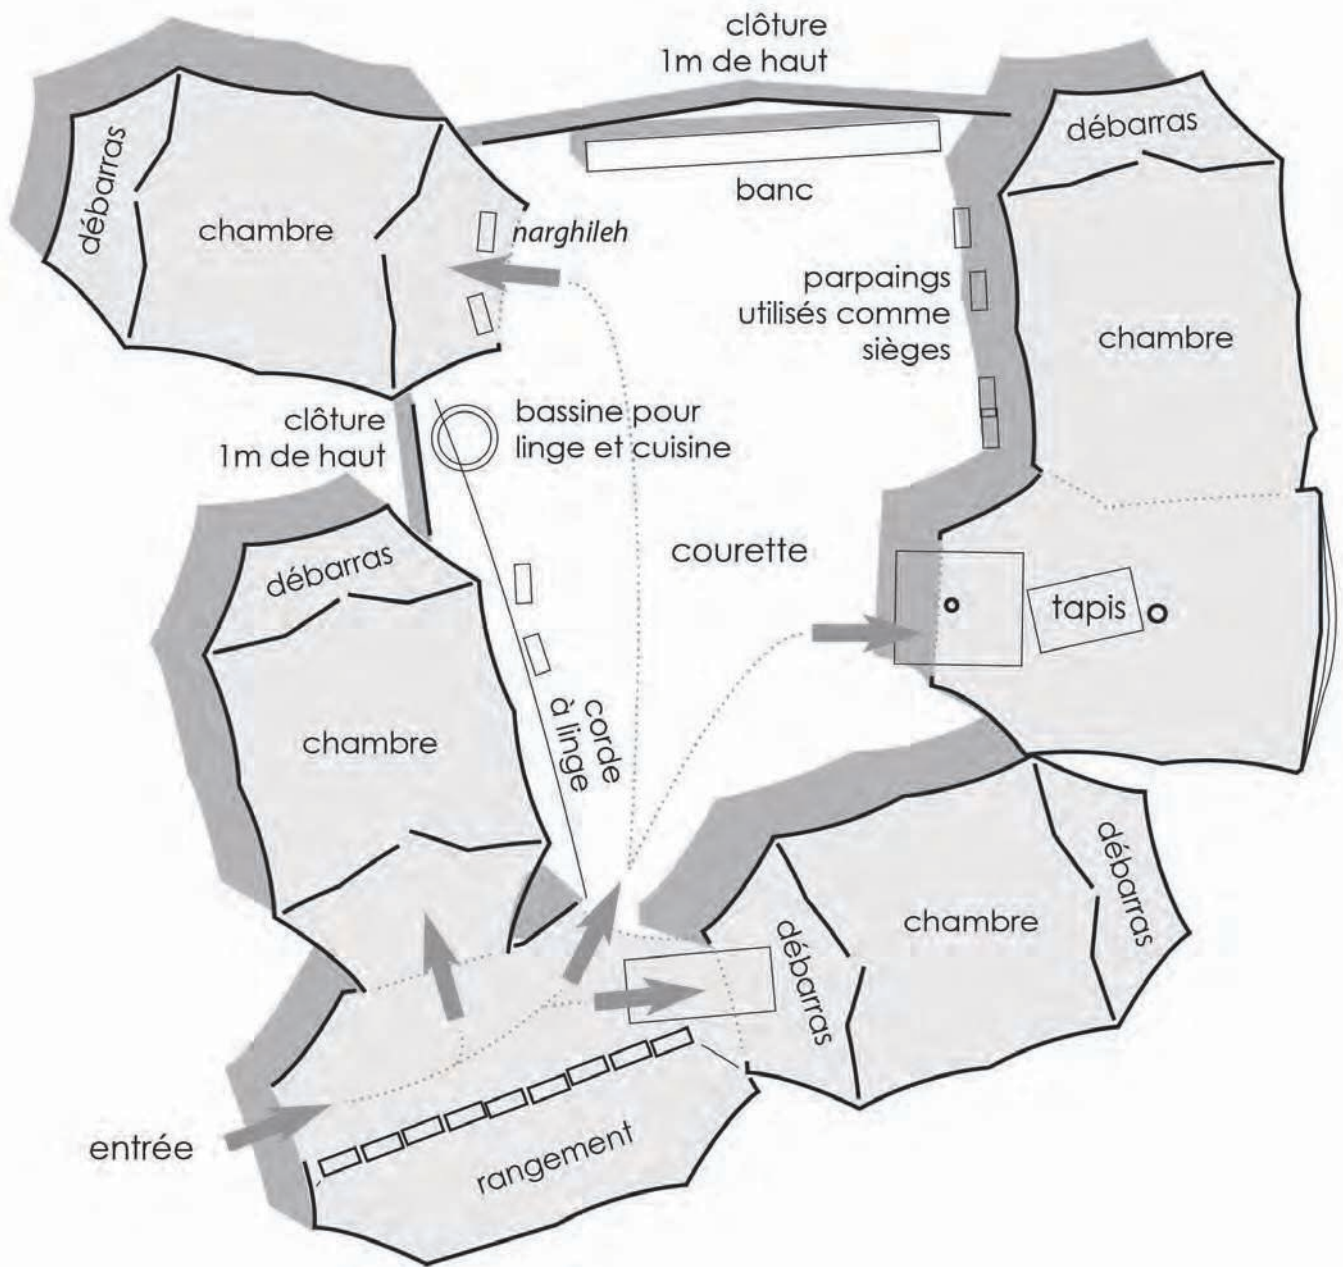 clôture
1m de haut
débarras
débarras
banc
chambre
narghileh
parpaings
utilisés comme
sièges
chambre
clôture
1m de haut
bassine pour
linge et cuisine
courette
débarras
tapis
chambre
corde
à linge
débarras
chambre
débarras
entrée
rangement